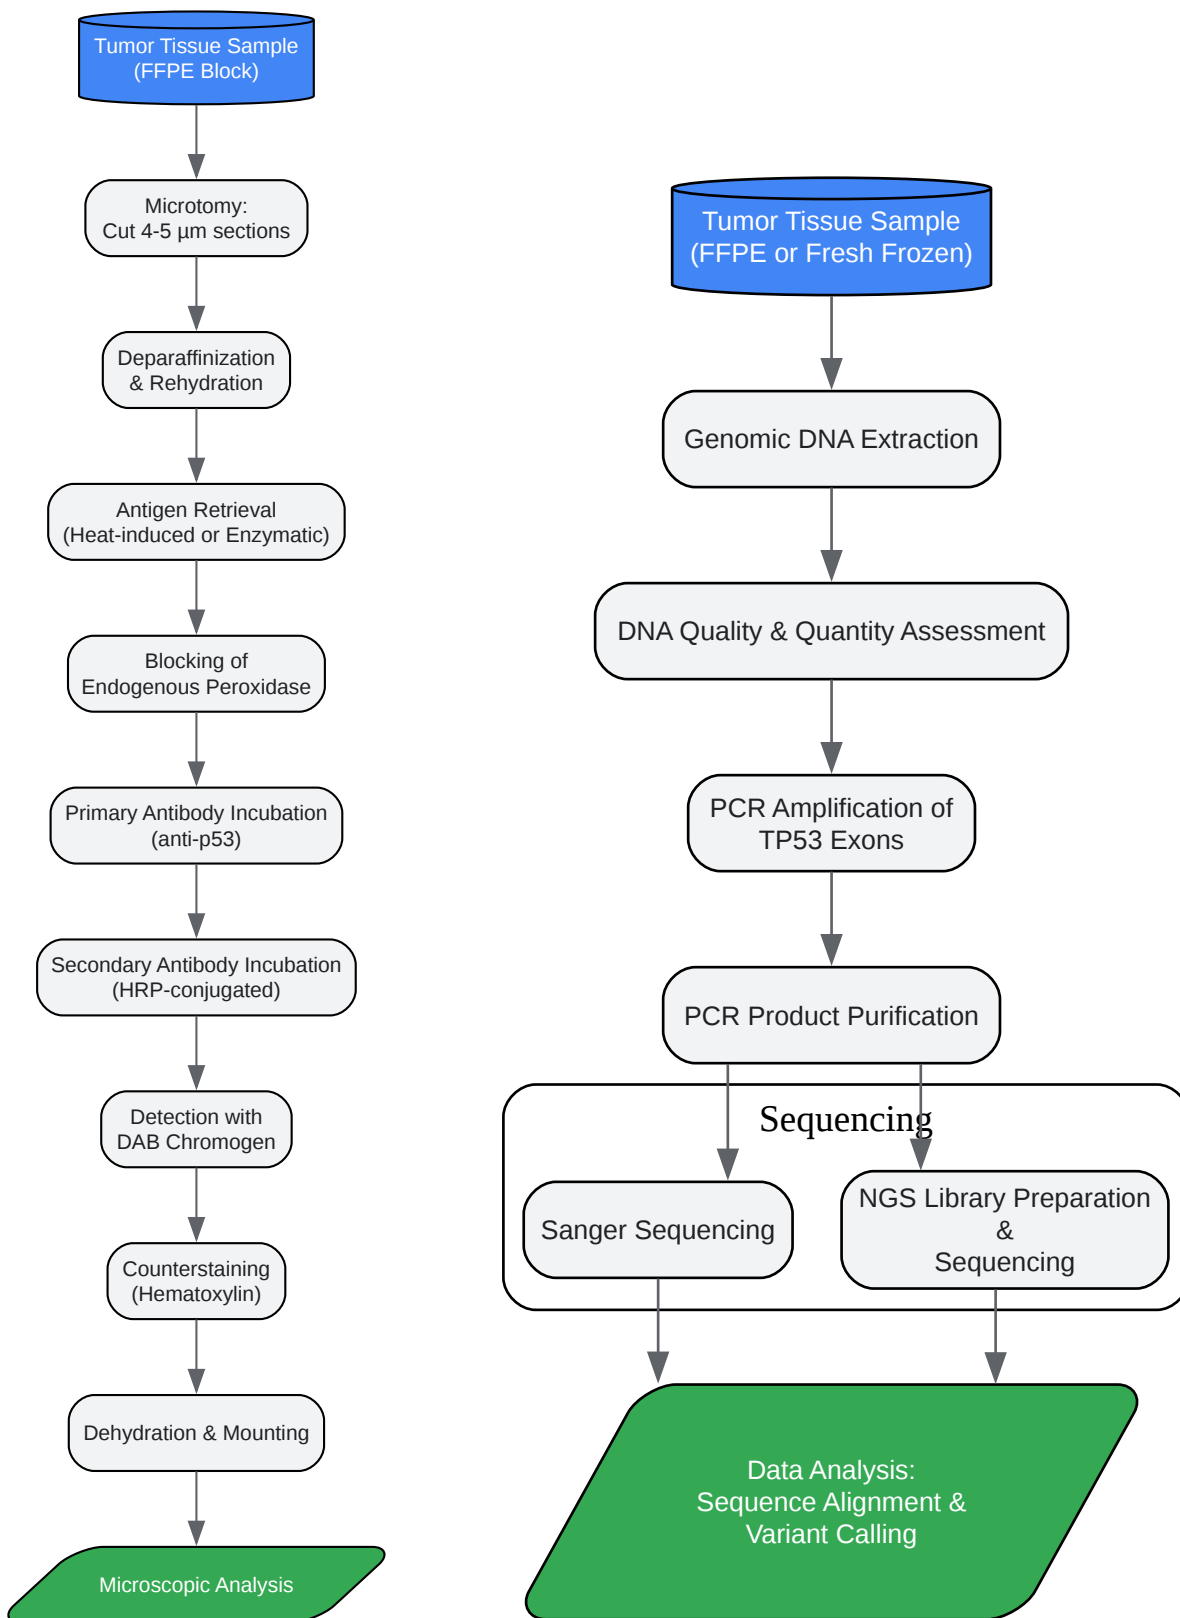 Tumor Tissue Sample
(FFPE Block)
Microtomy:
Cut 4-5 µm sections
Deparaffinization
& Rehydration
Antigen Retrieval
(Heat-induced or Enzymatic)
Blocking of
Endogenous Peroxidase
Primary Antibody Incubation
(anti-p53)
Secondary Antibody Incubation
(HRP-conjugated)
Detection with
DAB Chromogen
Counterstaining
(Hematoxylin)
Dehydration & Mounting
Microscopic Analysis
Tumor Tissue Sample
(FFPE or Fresh Frozen)
Genomic DNA Extraction
DNA Quality & Quantity Assessment
PCR Amplification of
TP53 Exons
PCR Product Purification
Sequencing
Sanger Sequencing
NGS Library Preparation
&
Sequencing
Data Analysis:
Sequence Alignment &
Variant Calling